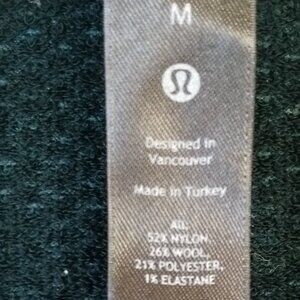 M
Designed in
Vancouver
Made in Turkey
All:
52% NYLON,
26% WOOL,
21% POLYESTER,
1% ELASTANE